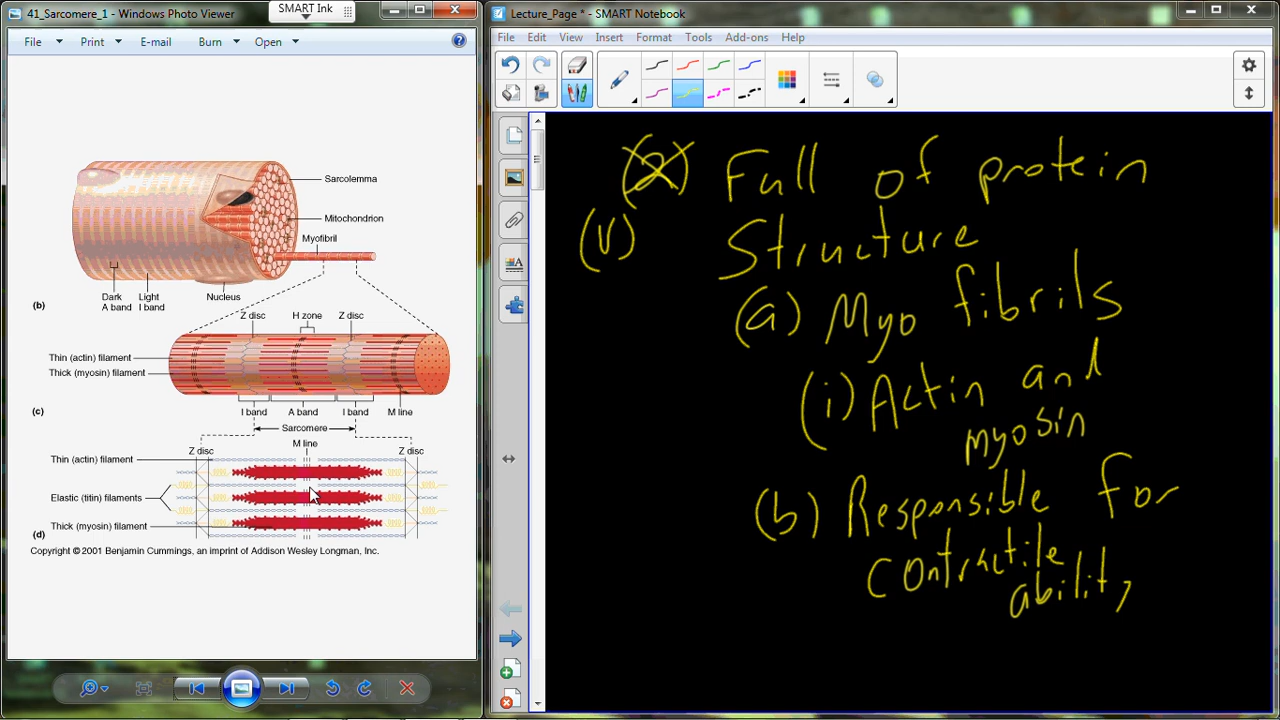 41_Sarcomere_1 - Windows Photo Viewer
SMART Ink
File Print E-mail Burn Open
Sarcolemma
Mitochondrion
Myofibril
Dark
A band
Light
I band
Nucleus
(b)
Z disc H zone Z disc
Thin (actin) filament
Thick (myosin) filament
(c)
I band A band I band M line
Sarcomere
M line
Z disc Z disc
Thin (actin) filament
Elastic (titin) filaments
Thick (myosin) filament
(d)
Copyright © 2001 Benjamin Cummings, an imprint of Addison Wesley Longman, Inc.
Lecture_Page * - SMART Notebook
File Edit View Insert Format Tools Add-ons Help
(2) Full of protein
(V) Structure
(a) Myo fibrils
(i) Actin and
myosin
(b) Responsible for
contractile
ability